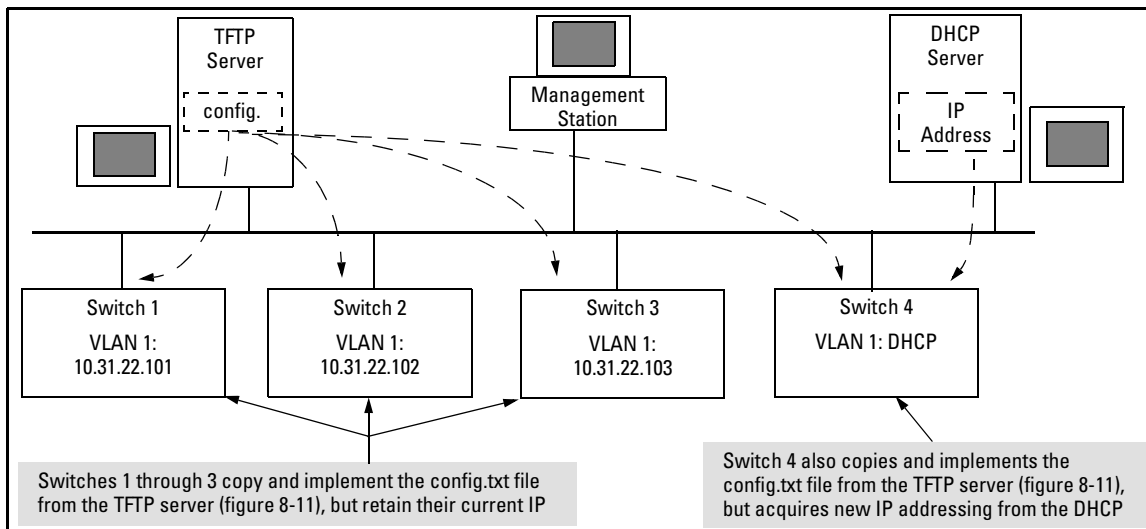 TFTP
Server
config.
Management
Station
DHCP
Server
IP
Address
Switch 1
VLAN 1:
10.31.22.101
Switch 2
VLAN 1:
10.31.22.102
Switch 3
VLAN 1:
10.31.22.103
Switch 4
VLAN 1: DHCP
Switches 1 through 3 copy and implement the config.txt file
from the TFTP server (figure 8-11), but retain their current IP
Switch 4 also copies and implements the
config.txt file from the TFTP server (figure 8-11),
but acquires new IP addressing from the DHCP